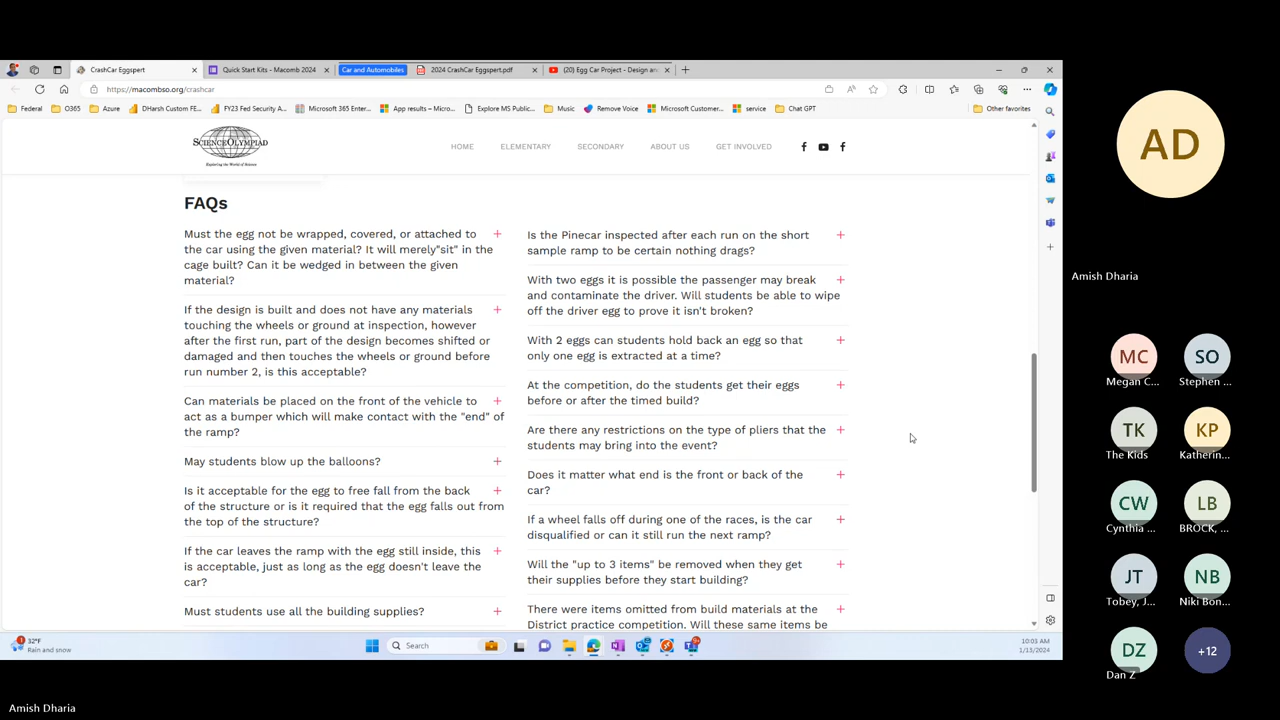 CrashCar Eggspert
Quick Start Kits - Macomb 2024
Car and Automobiles
2024 CrashCar Eggspert.pdf
(20) Egg Car Project - Design an
https://macombso.org/crashcar
Federal
O365
Azure
DHarsh Custom FE...
FY23 Fed Security A...
Microsoft 365 Enter...
App results – Micro...
Explore MS Public...
Music
Remove Voice
Microsoft Customer...
service
Chat GPT
Other favorites
SCIENCE OLYMPIAD
Exploring the World of Science
HOME
ELEMENTARY
SECONDARY
ABOUT US
GET INVOLVED
FAQs
Must the egg not be wrapped, covered, or attached to
the car using the given material? It will merely"sit" in the
cage built? Can it be wedged in between the given
material?
If the design is built and does not have any materials
touching the wheels or ground at inspection, however
after the first run, part of the design becomes shifted or
damaged and then touches the wheels or ground before
run number 2, is this acceptable?
Can materials be placed on the front of the vehicle to
act as a bumper which will make contact with the "end" of
the ramp?
May students blow up the balloons?
Is it acceptable for the egg to free fall from the back
of the structure or is it required that the egg falls out from
the top of the structure?
If the car leaves the ramp with the egg still inside, this
is acceptable, just as long as the egg doesn't leave the
car?
Must students use all the building supplies?
Is the Pinecar inspected after each run on the short
sample ramp to be certain nothing drags?
With two eggs it is possible the passenger may break
and contaminate the driver. Will students be able to wipe
off the driver egg to prove it isn't broken?
With 2 eggs can students hold back an egg so that
only one egg is extracted at a time?
At the competition, do the students get their eggs
before or after the timed build?
Are there any restrictions on the type of pliers that the
students may bring into the event?
Does it matter what end is the front or back of the
car?
If a wheel falls off during one of the races, is the car
disqualified or can it still run the next ramp?
Will the "up to 3 items" be removed when they get
their supplies before they start building?
There were items omitted from build materials at the
District practice competition. Will these same items be
32°F
Rain and snow
Search
10:03 AM
1/13/2024
AD
Amish Dharia
MC
Megan C...
SO
Stephen ...
TK
The Kids
KP
Katherin...
CW
Cynthia ...
LB
BROCK, ...
JT
Tobey, J...
NB
Niki Bon...
DZ
Dan Z
+12
Amish Dharia